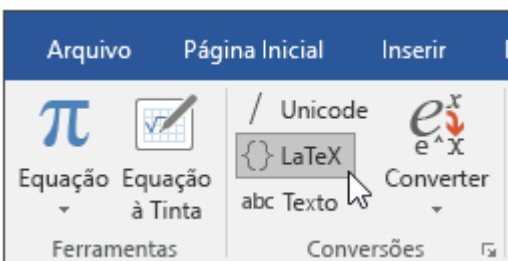 Arquivo Página Inicial Inserir
π
Equação
Equação
à Tinta
Ferramentas
/ Unicode
{} LaTeX
abc Texto
e^x
Converter
Conversões